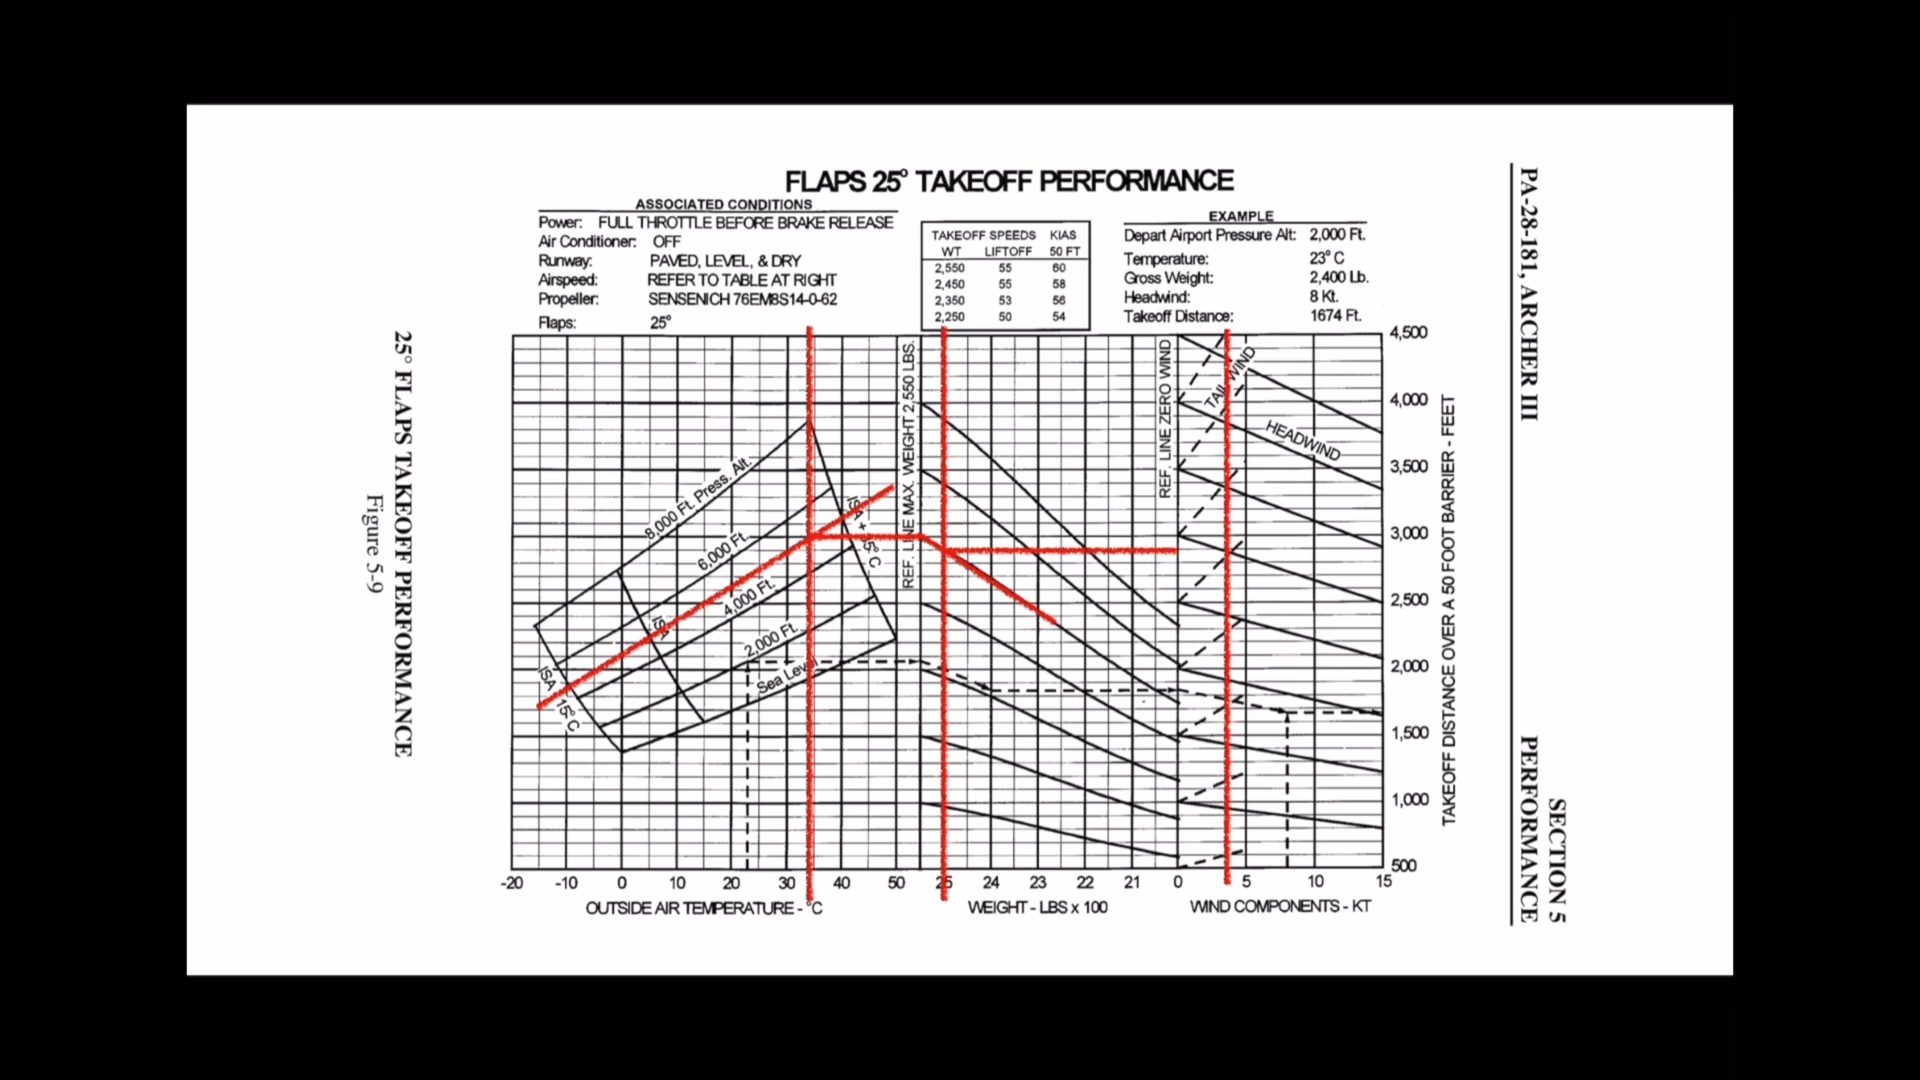 FLAPS 25° TAKEOFF PERFORMANCE
ASSOCIATED CONDITIONS
Power: FULL THROTTLE BEFORE BRAKE RELEASE
Air Conditioner: OFF
Runway: PAVED, LEVEL, & DRY
Airspeed: REFER TO TABLE AT RIGHT
Propeller: SENSENICH 76EM8S14-0-62
Flaps: 25°
TAKEOFF SPEEDS KIAS
WT LIFTOFF 50 FT
2,550 55 60
2,450 55 58
2,350 53 56
2,250 50 54
EXAMPLE
Depart Airport Pressure Alt: 2,000 Ft.
Temperature: 23° C
Gross Weight: 2,400 Lb.
Headwind: 8 Kt.
Takeoff Distance: 1674 Ft.
8,000 Ft. Press. Alt.
6,000 Ft.
4,000 Ft.
2,000 Ft.
Sea Level
ISA - 15° C
ISA
ISA + 35° C
REF. LINE MAX. WEIGHT 2,550 LBS.
REF. LINE ZERO WIND
TAIL WIND
HEADWIND
4,500
4,000
3,500
3,000
2,500
2,000
1,500
1,000
500
TAKEOFF DISTANCE OVER A 50 FOOT BARRIER - FEET
-20 -10 0 10 20 30 40 50 25 24 23 22 21 0 5 10 15
OUTSIDE AIR TEMPERATURE - °C
WEIGHT - LBS x 100
WIND COMPONENTS - KT
25° FLAPS TAKEOFF PERFORMANCE
Figure 5-9
PA-28-181, ARCHER III
SECTION 5
PERFORMANCE